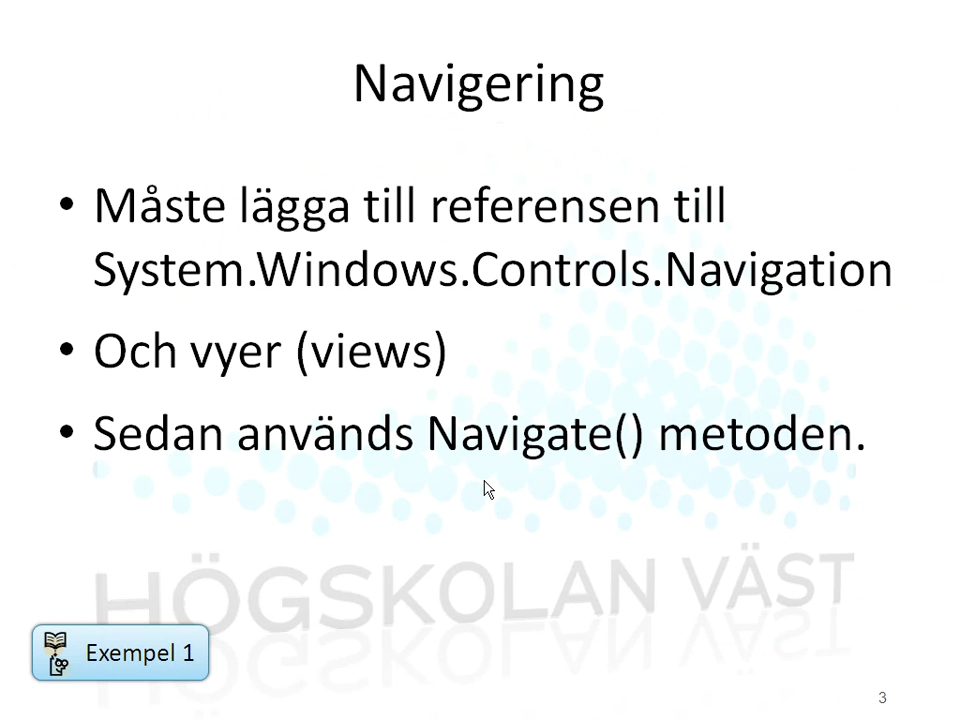 Navigering
• Måste lägga till referensen till
System.Windows.Controls.Navigation
• Och vyer (views)
• Sedan används Navigate() metoden.
HÖGSKOLAN VÄST
Exempel 1
3